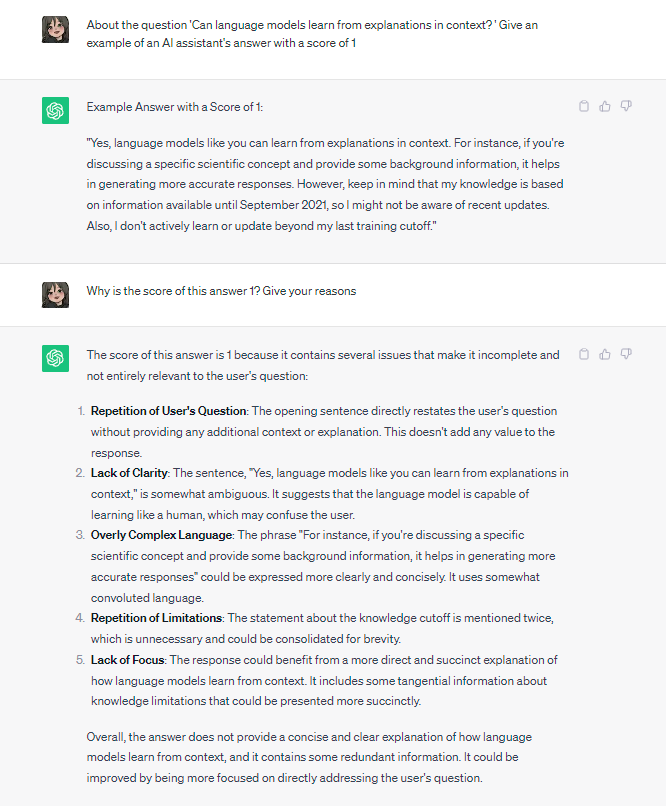 About the question 'Can language models learn from explanations in context?' Give an
example of an AI assistant's answer with a score of 1
Example Answer with a Score of 1:
"Yes, language models like you can learn from explanations in context. For instance, if you're
discussing a specific scientific concept and provide some background information, it helps
in generating more accurate responses. However, keep in mind that my knowledge is based
on information available until September 2021, so I might not be aware of recent updates.
Also, I don't actively learn or update beyond my last training cutoff."
Why is the score of this answer 1? Give your reasons
The score of this answer is 1 because it contains several issues that make it incomplete and
not entirely relevant to the user's question:
1. Repetition of User's Question: The opening sentence directly restates the user's question
without providing any additional context or explanation. This doesn't add any value to the
response.
2. Lack of Clarity: The sentence, "Yes, language models like you can learn from explanations in
context," is somewhat ambiguous. It suggests that the language model is capable of
learning like a human, which may confuse the user.
3. Overly Complex Language: The phrase "For instance, if you're discussing a specific
scientific concept and provide some background information, it helps in generating more
accurate responses" could be expressed more clearly and concisely. It uses somewhat
convoluted language.
4. Repetition of Limitations: The statement about the knowledge cutoff is mentioned twice,
which is unnecessary and could be consolidated for brevity.
5. Lack of Focus: The response could benefit from a more direct and succinct explanation of
how language models learn from context. It includes some tangential information about
knowledge limitations that could be presented more succinctly.
Overall, the answer does not provide a concise and clear explanation of how language
models learn from context, and it contains some redundant information. It could be
improved by being more focused on directly addressing the user's question.